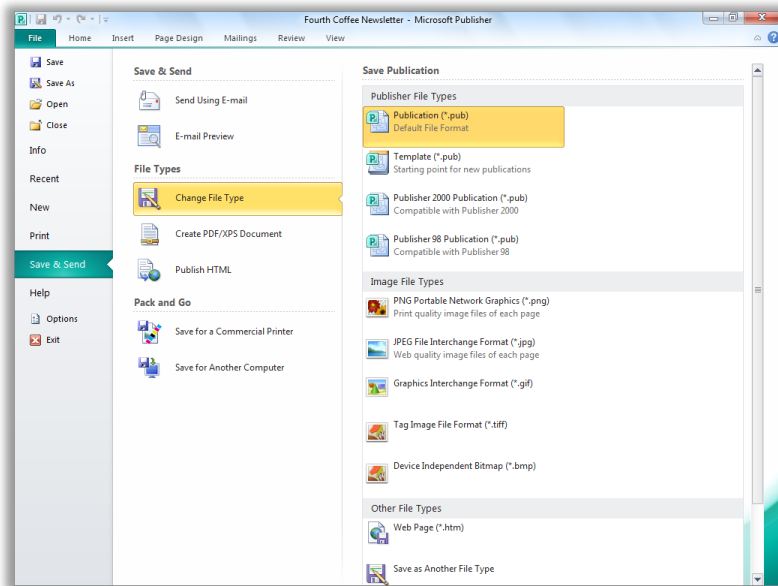 Fourth Coffee Newsletter - Microsoft Publisher
File Home Insert Page Design Mailings Review View
Save
Save As
Open
Close
Info
Recent
New
Print
Save & Send
Help
Options
Exit
Save & Send
Send Using E-mail
E-mail Preview
File Types
Change File Type
Create PDF/XPS Document
Publish HTML
Pack and Go
Save for a Commercial Printer
Save for Another Computer
Save Publication
Publisher File Types
Publication (*.pub)
Default File Format
Template (*.pub)
Starting point for new publications
Publisher 2000 Publication (*.pub)
Compatible with Publisher 2000
Publisher 98 Publication (*.pub)
Compatible with Publisher 98
Image File Types
PNG Portable Network Graphics (*.png)
Print quality image files of each page
JPEG File Interchange Format (*.jpg)
Web quality image files of each page
Graphics Interchange Format (*.gif)
Tag Image File Format (*.tiff)
Device Independent Bitmap (*.bmp)
Other File Types
Web Page (*.htm)
Save as Another File Type